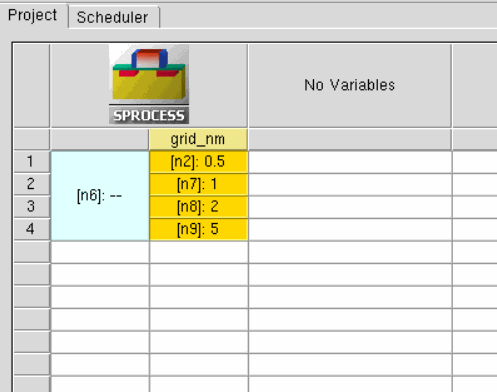 Project Scheduler
SPROCESS
No Variables
grid_nm
1 [n2]: 0.5
2 [n7]: 1
[n6]: --
3 [n8]: 2
4 [n9]: 5